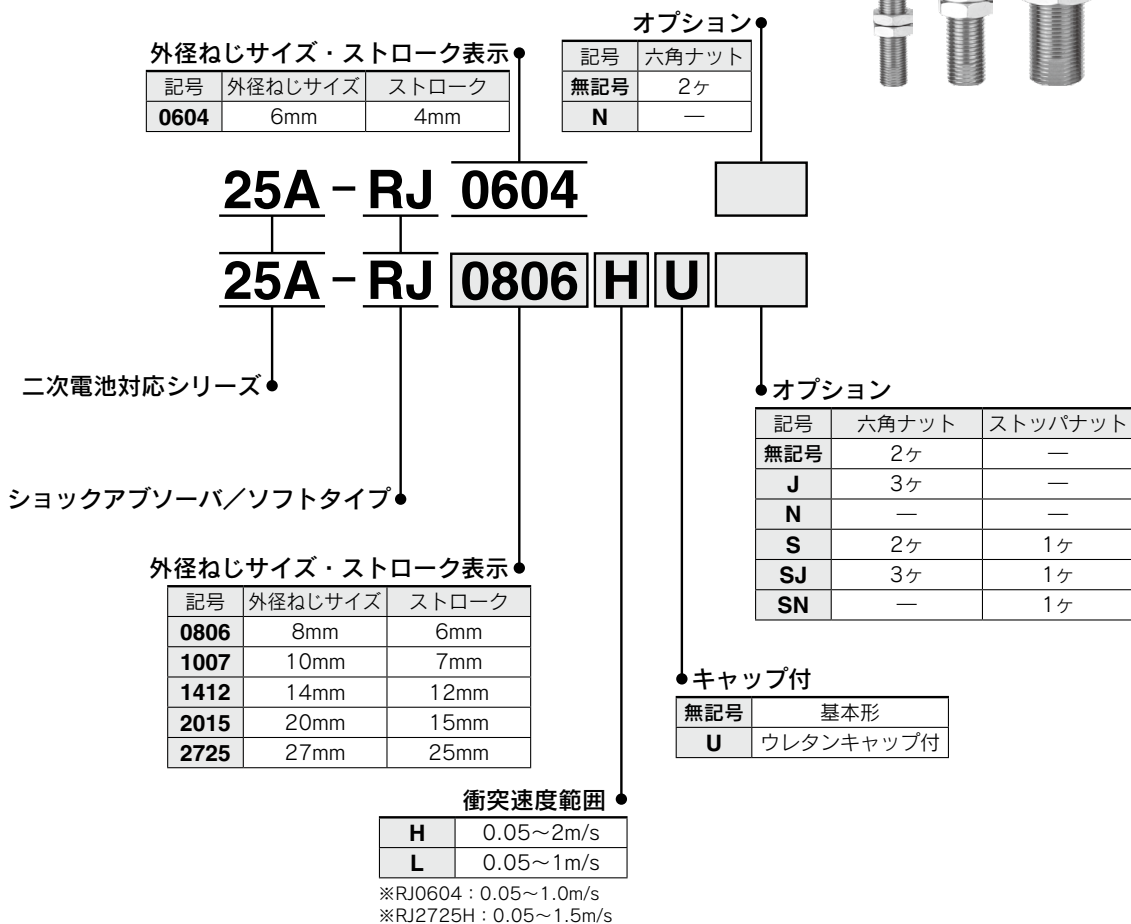 オプション
記号 六角ナット
無記号 2ヶ
N —
外径ねじサイズ・ストローク表示
記号 外径ねじサイズ ストローク
0604 6mm 4mm
25A-RJ 0604
25A-RJ 0806 H U
二次電池対応シリーズ
ショックアブソーバ／ソフトタイプ
オプション
記号 六角ナット ストッパナット
無記号 2ヶ —
J 3ヶ —
N — —
S 2ヶ 1ヶ
SJ 3ヶ 1ヶ
SN — 1ヶ
外径ねじサイズ・ストローク表示
記号 外径ねじサイズ ストローク
0806 8mm 6mm
1007 10mm 7mm
1412 14mm 12mm
2015 20mm 15mm
2725 27mm 25mm
キャップ付
無記号 基本形
U ウレタンキャップ付
衝突速度範囲
H 0.05〜2m/s
L 0.05〜1m/s
※RJ0604：0.05〜1.0m/s
※RJ2725H：0.05〜1.5m/s